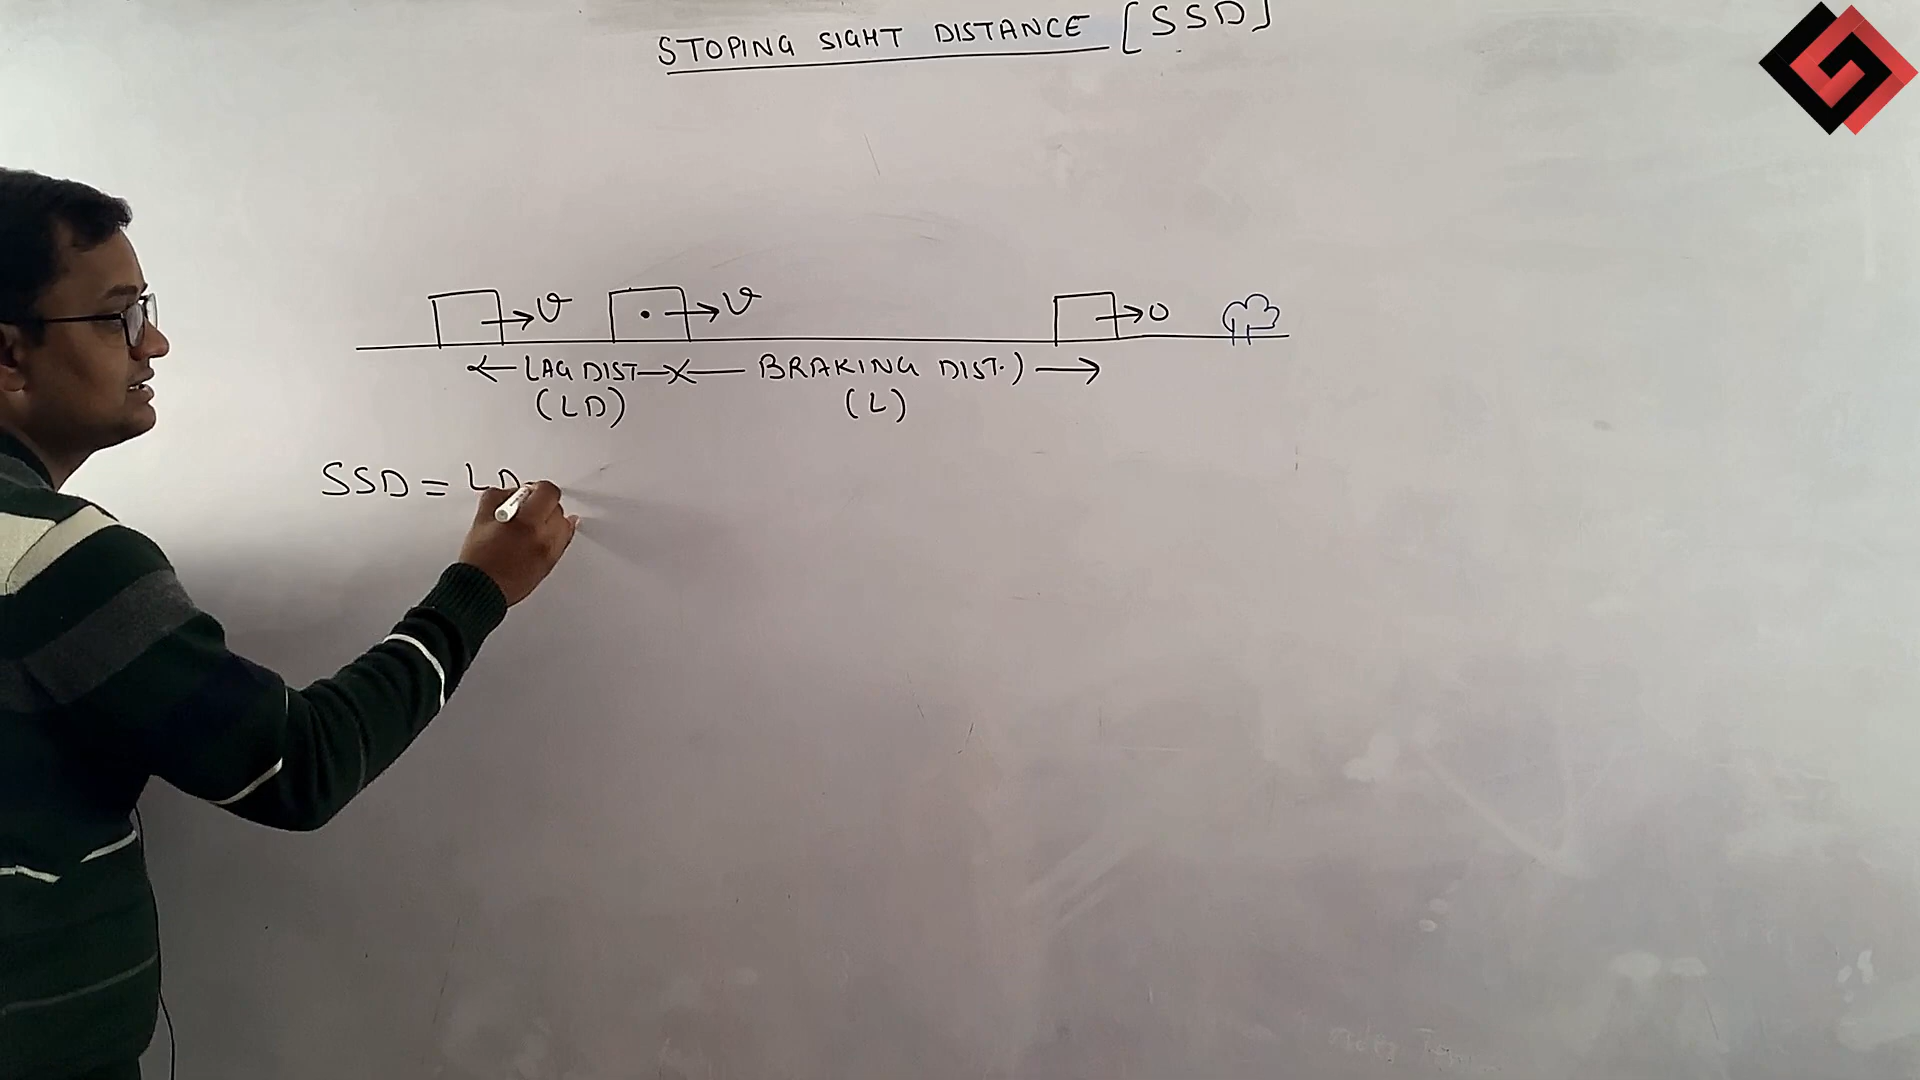 STOPING SIGHT DISTANCE [SSD]
→ v → v → 0
← LAG DIST —×— BRAKING DIST.) →
(LD) (L)
SSD = LD